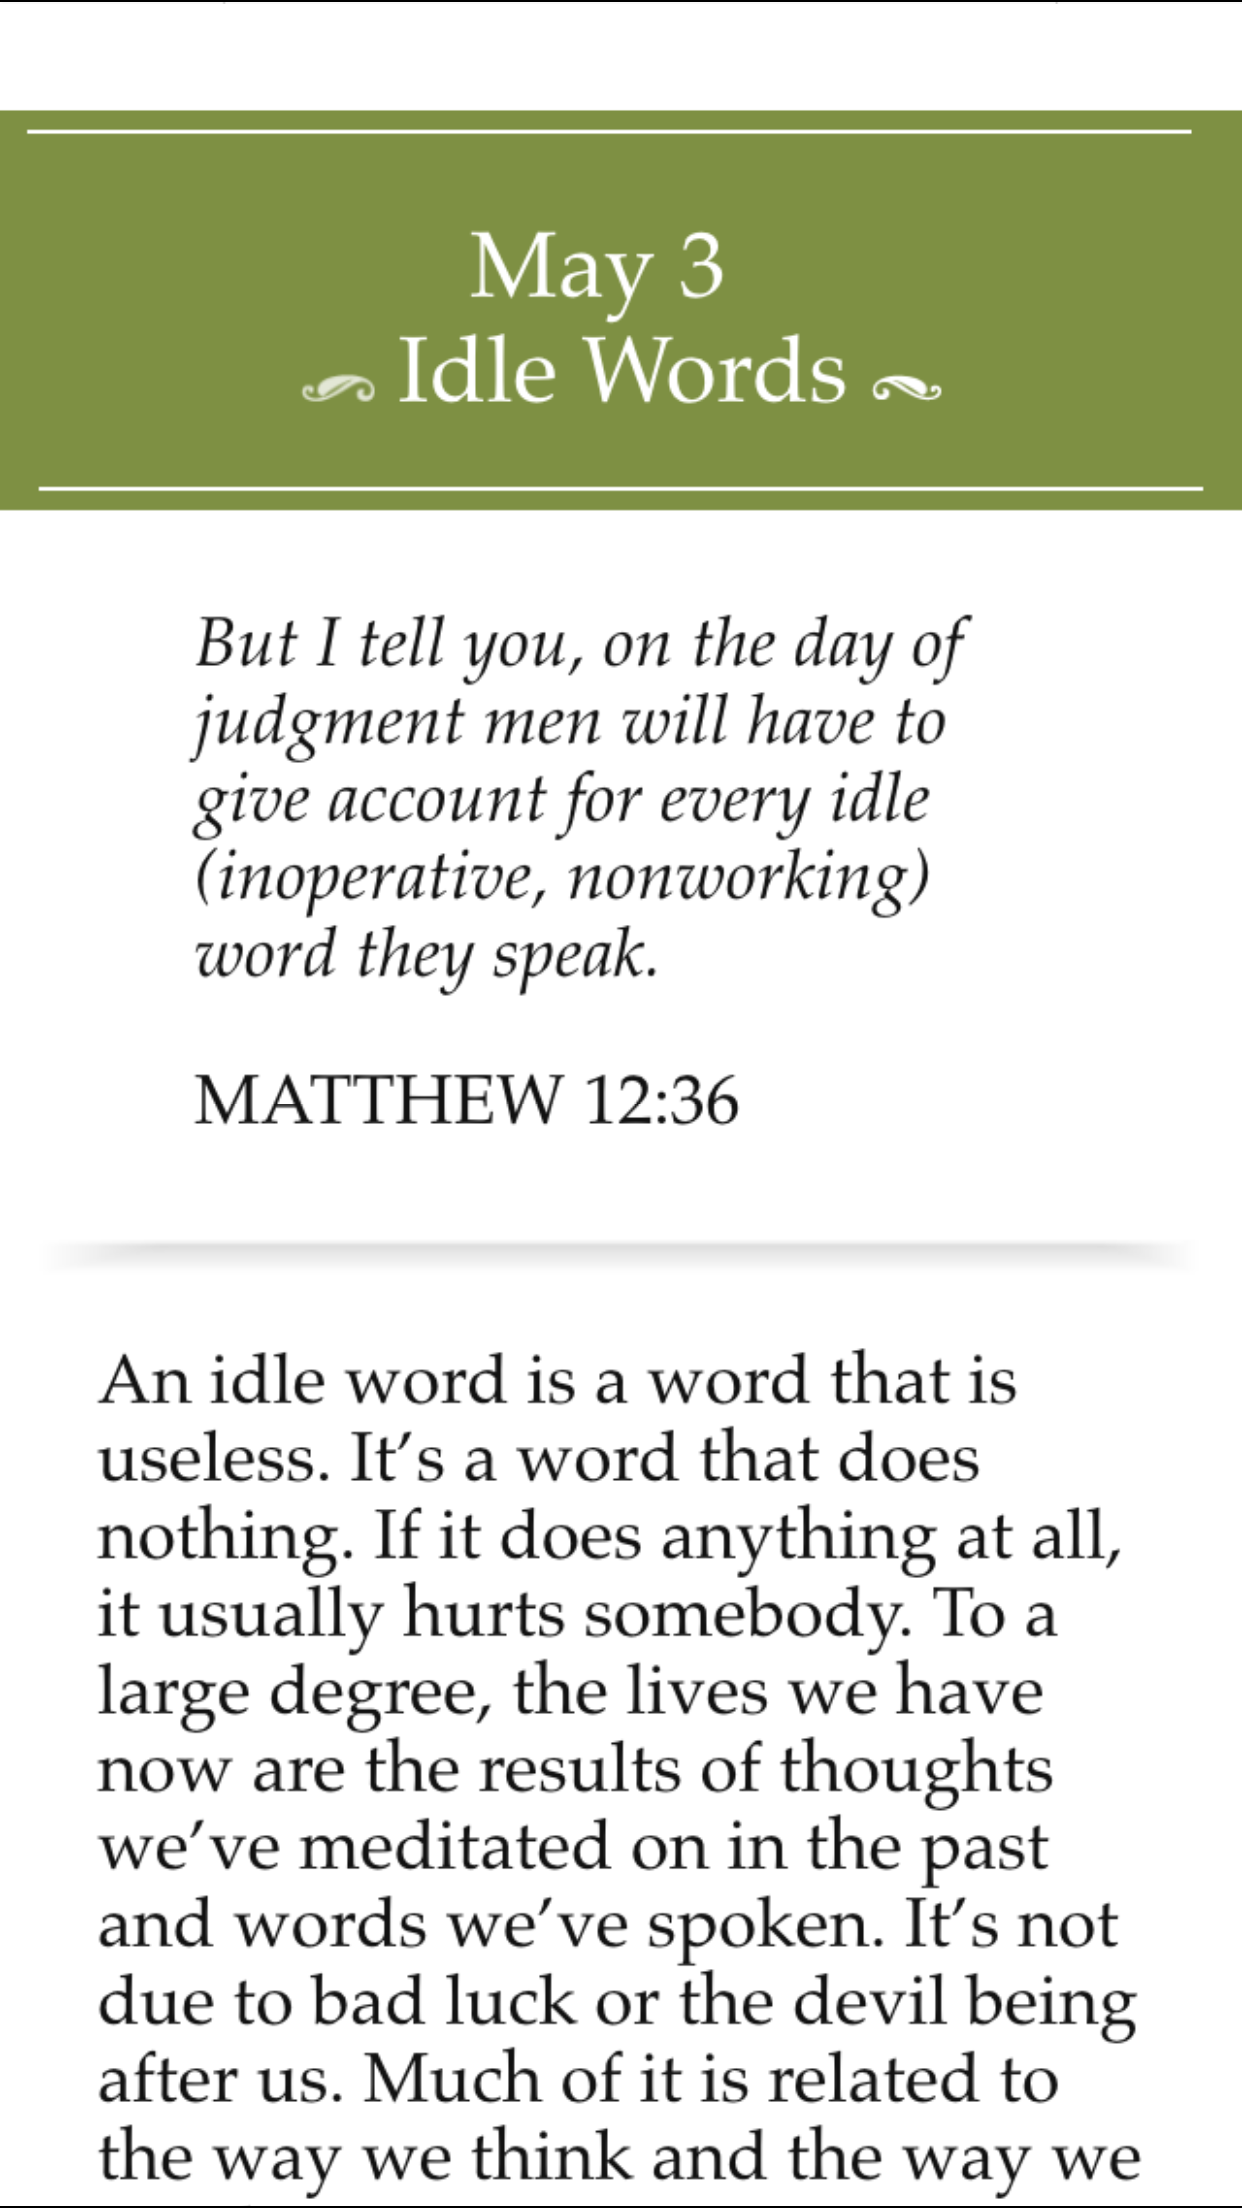 May 3
Idle Words
But I tell you, on the day of
judgment men will have to
give account for every idle
(inoperative, nonworking)
word they speak.
MATTHEW 12:36
An idle word is a word that is
useless. It’s a word that does
nothing. If it does anything at all,
it usually hurts somebody. To a
large degree, the lives we have
now are the results of thoughts
we’ve meditated on in the past
and words we’ve spoken. It’s not
due to bad luck or the devil being
after us. Much of it is related to
the way we think and the way we